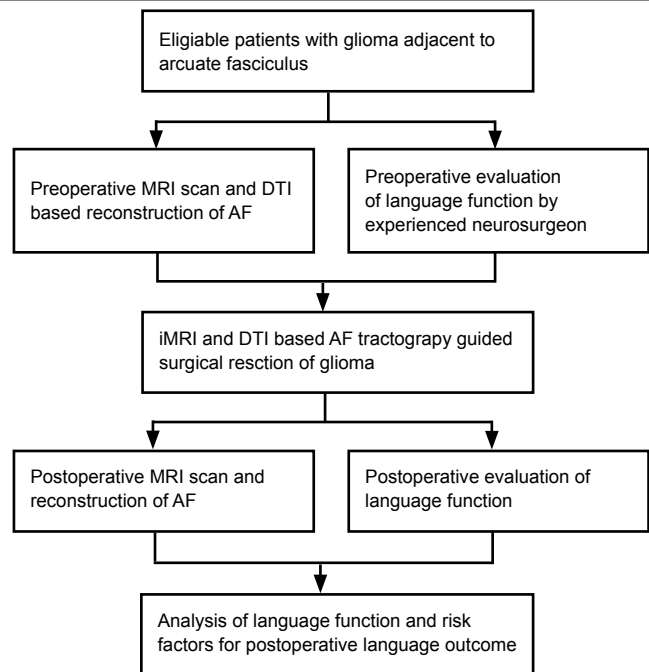 Eligiable patients with glioma adjacent to
arcuate fasciculus
Preoperative MRI scan and DTI
based reconstruction of AF
Preoperative evaluation
of language function by
experienced neurosurgeon
iMRI and DTI based AF tractograpy guided
surgical resction of glioma
Postoperative MRI scan and
reconstruction of AF
Postoperative evaluation of
language function
Analysis of language function and risk
factors for postoperative language outcome